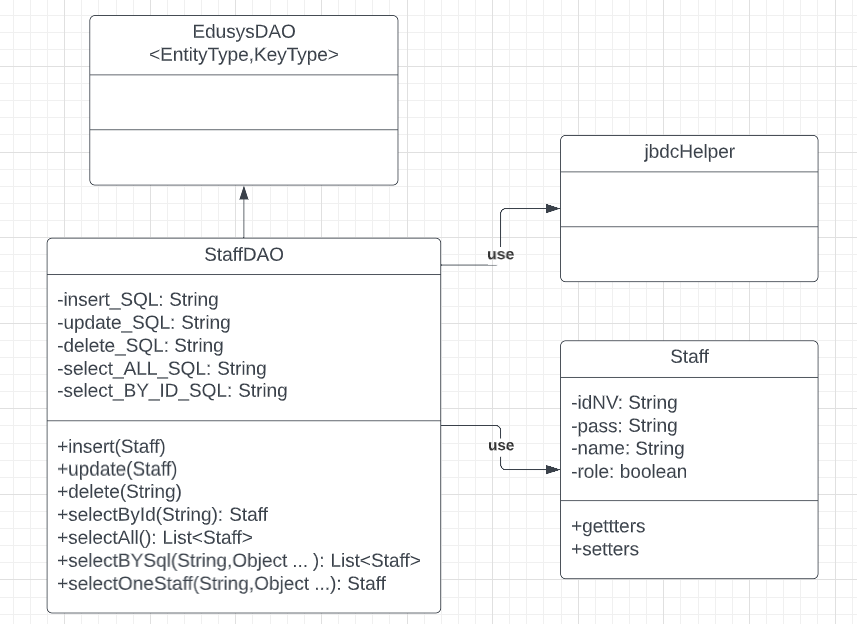 EdusysDAO
<EntityType,KeyType>
jbdcHelper
StaffDAO
-insert_SQL: String
-update_SQL: String
-delete_SQL: String
-select_ALL_SQL: String
-select_BY_ID_SQL: String
+insert(Staff)
+update(Staff)
+delete(String)
+selectById(String): Staff
+selectAll(): List<Staff>
+selectBYSql(String,Object ... ): List<Staff>
+selectOneStaff(String,Object ...): Staff
use
use
Staff
-idNV: String
-pass: String
-name: String
-role: boolean
+gettters
+setters